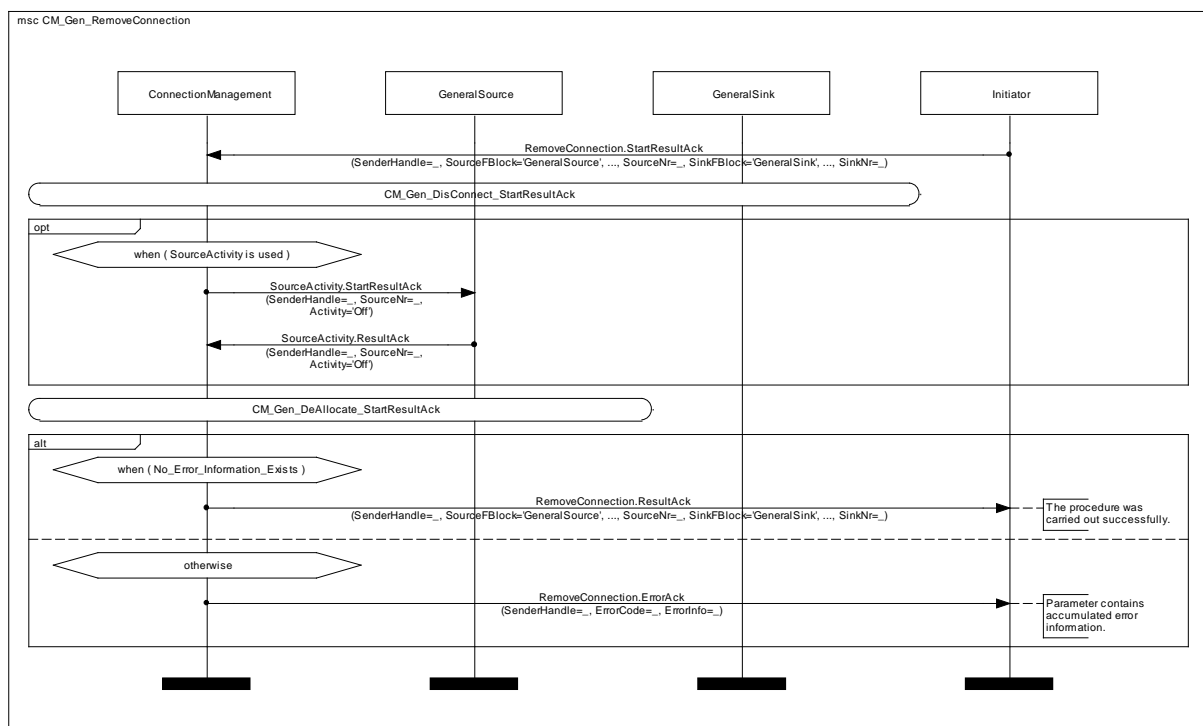 msc CM_Gen_RemoveConnection
ConnectionManagement
GeneralSource
GeneralSink
Initiator
RemoveConnection.StartResultAck
(SenderHandle=_, SourceFBlock='GeneralSource', ..., SourceNr=_, SinkFBlock='GeneralSink', ..., SinkNr=_)
CM_Gen_DisConnect_StartResultAck
opt
when ( SourceActivity is used )
SourceActivity.StartResultAck
(SenderHandle=_, SourceNr=_,
Activity='Off')
SourceActivity.ResultAck
(SenderHandle=_, SourceNr=_,
Activity='Off')
CM_Gen_DeAllocate_StartResultAck
alt
when ( No_Error_Information_Exists )
RemoveConnection.ResultAck
(SenderHandle=_, SourceFBlock='GeneralSource', ..., SourceNr=_, SinkFBlock='GeneralSink', ..., SinkNr=_)
The procedure was
carried out successfully.
otherwise
RemoveConnection.ErrorAck
(SenderHandle=_, ErrorCode=_, ErrorInfo=_)
Parameter contains
accumulated error
information.